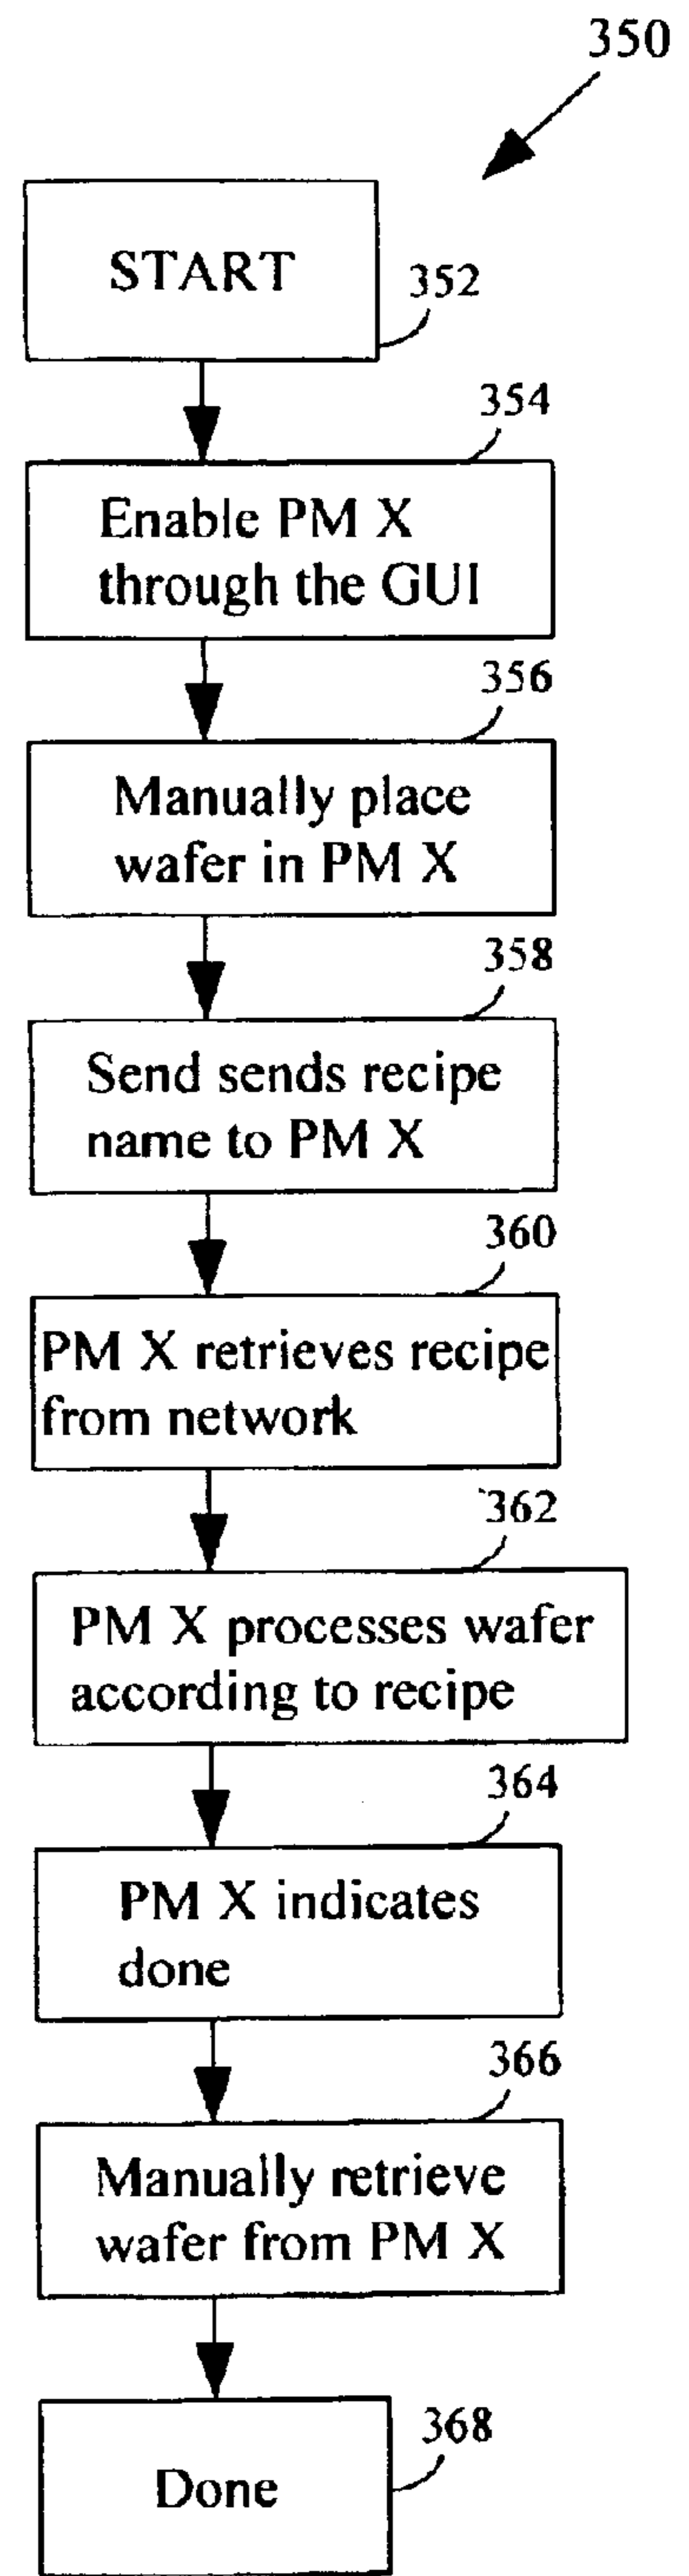 350
START
352
354
Enable PM X
through the GUI
356
Manually place
wafer in PM X
358
Send sends recipe
name to PM X
360
PM X retrieves recipe
from network
362
PM X processes wafer
according to recipe
364
PM X indicates
done
366
Manually retrieve
wafer from PM X
368
Done